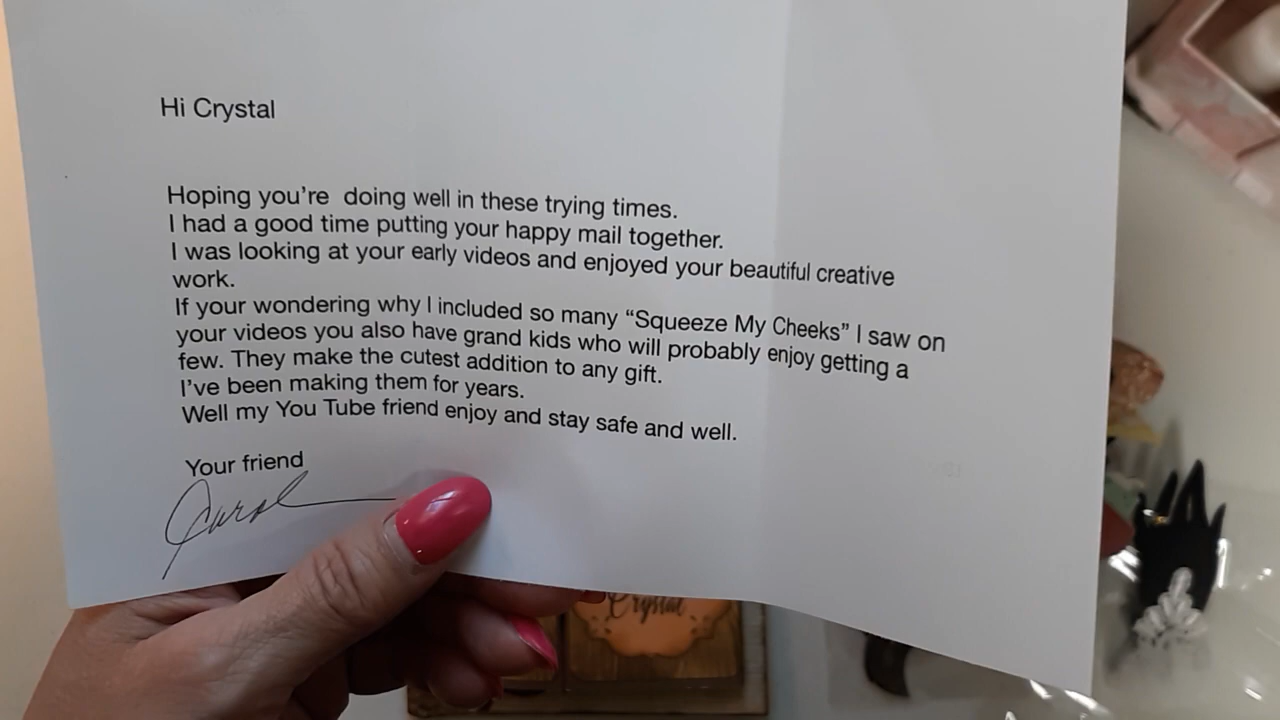 Hi Crystal
Hoping you're doing well in these trying times.
I had a good time putting your happy mail together.
I was looking at your early videos and enjoyed your beautiful creative
work.
If your wondering why I included so many “Squeeze My Cheeks” I saw on
your videos you also have grand kids who will probably enjoy getting a
few. They make the cutest addition to any gift.
I've been making them for years.
Well my You Tube friend enjoy and stay safe and well.
Your friend
Carol
Crystal